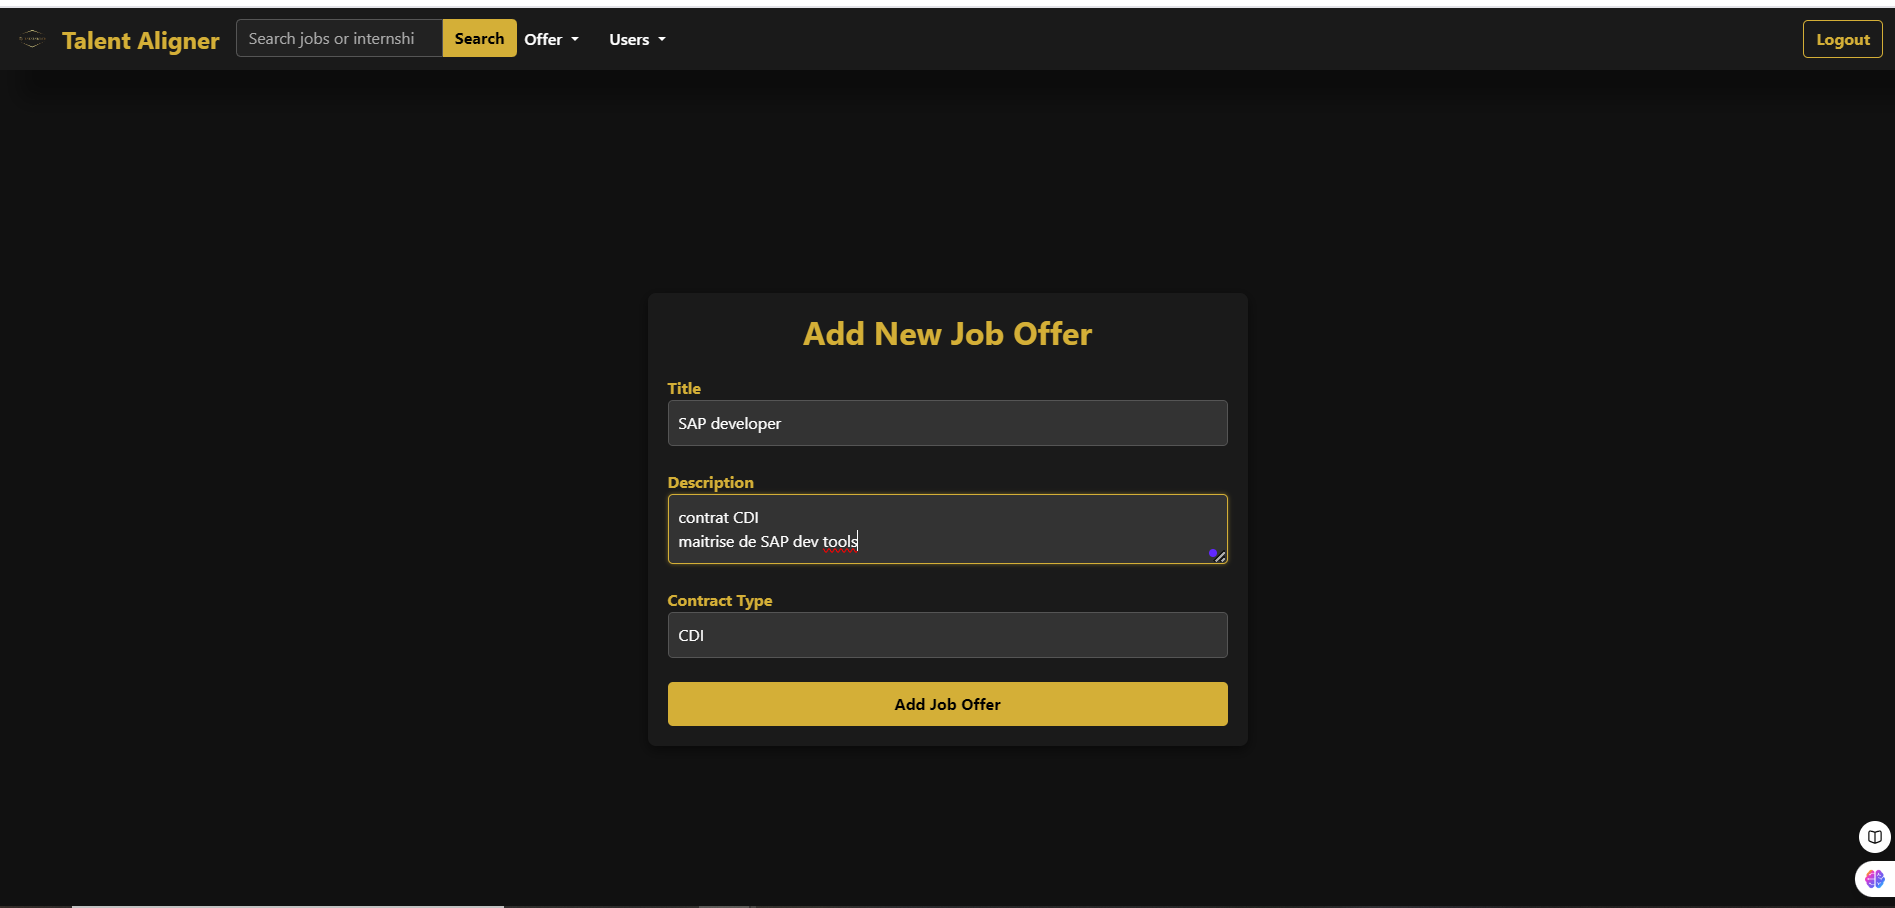 Talent Aligner
Search jobs or internshi
Search
Offer
Users
Logout
Add New Job Offer
Title
SAP developer
Description
contrat CDI
maitrise de SAP dev tools
Contract Type
CDI
Add Job Offer